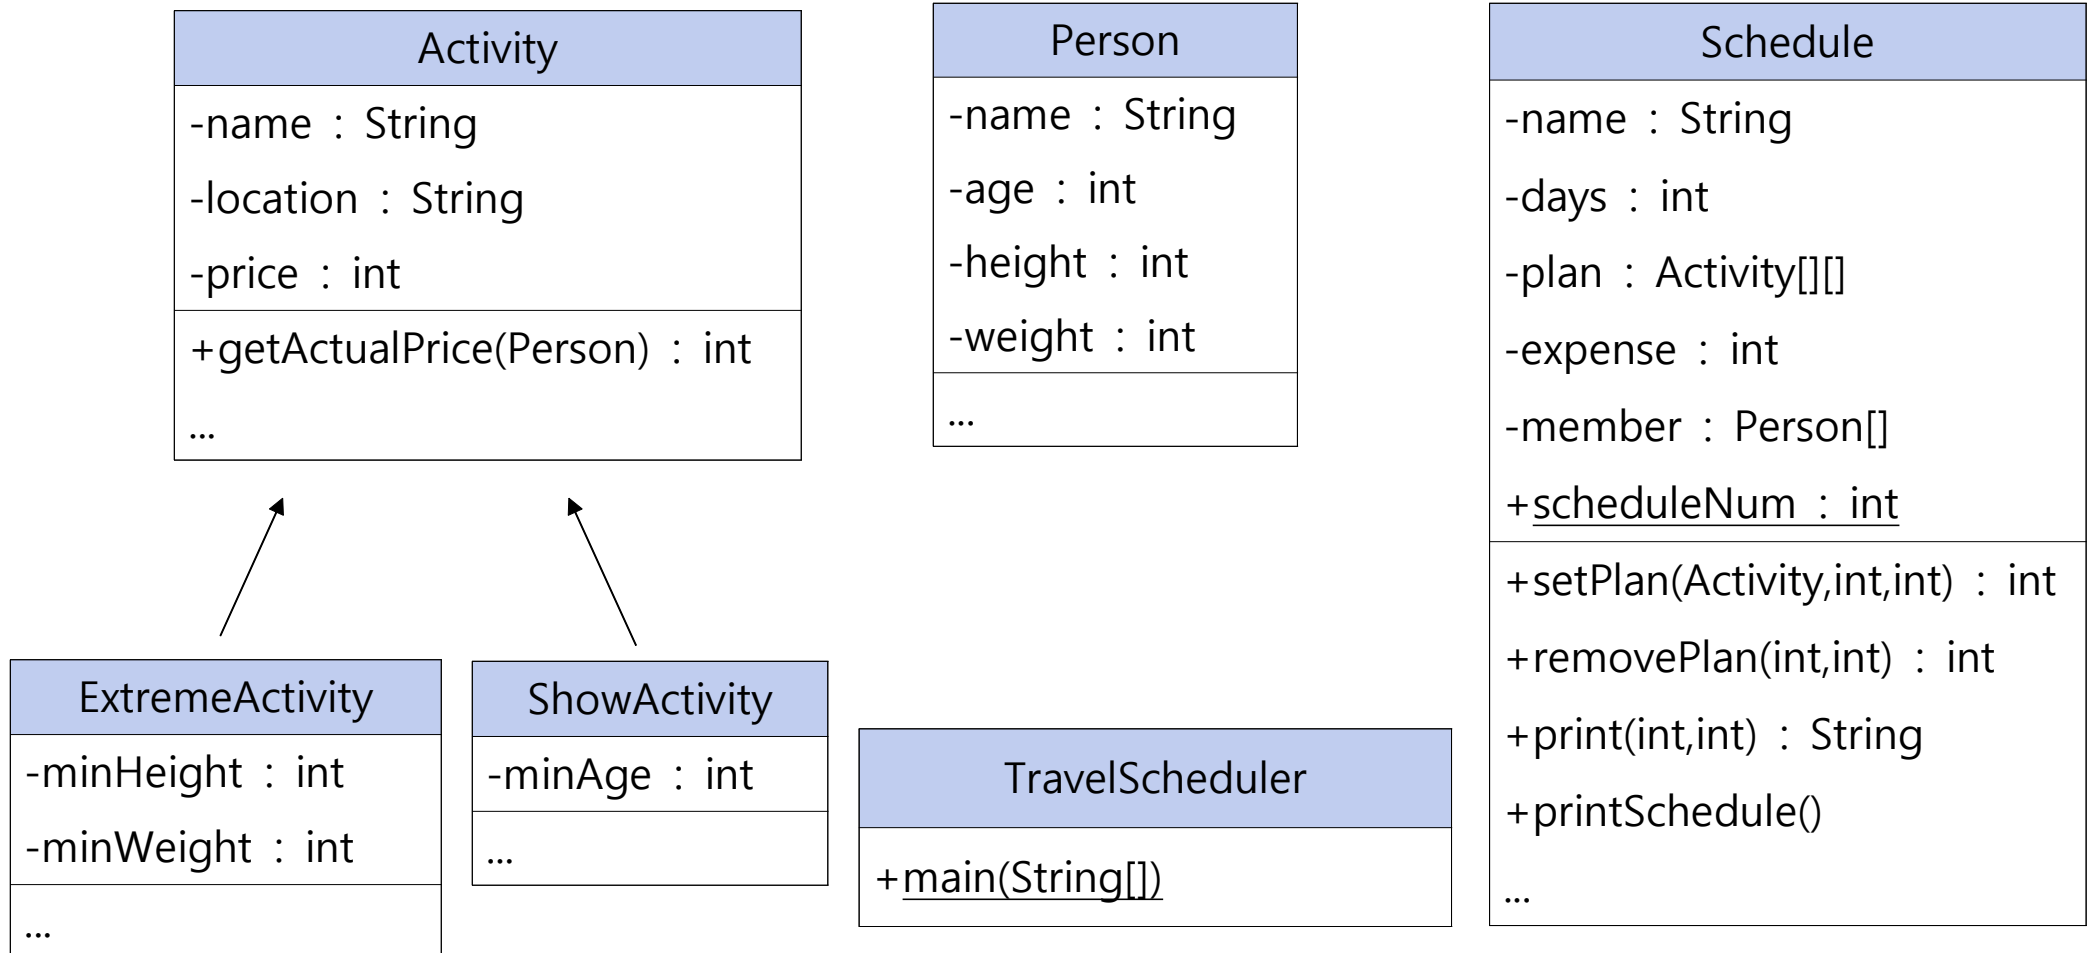 Activity
-name : String
-location : String
-price : int
+getActualPrice(Person) : int
...
Person
-name : String
-age : int
-height : int
-weight : int
...
Schedule
-name : String
-days : int
-plan : Activity[][]
-expense : int
-member : Person[]
+scheduleNum : int
+setPlan(Activity,int,int) : int
+removePlan(int,int) : int
+print(int,int) : String
+printSchedule()
...
ExtremeActivity
-minHeight : int
-minWeight : int
...
ShowActivity
-minAge : int
...
TravelScheduler
+main(String[])